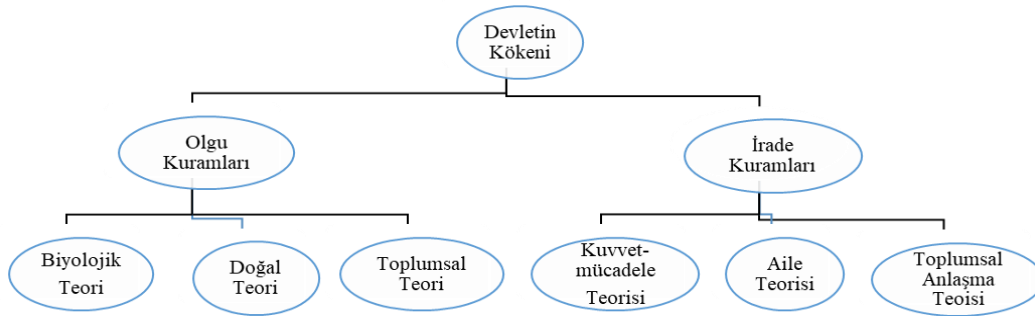 Devletin
Kökeni
Olgu
Kuramları
İrade
Kuramları
Biyolojik
Teori
Doğal
Teori
Toplumsal
Teori
Kuvvet-
mücadele
Teorisi
Aile
Teorisi
Toplumsal
Anlaşma
Teoisi